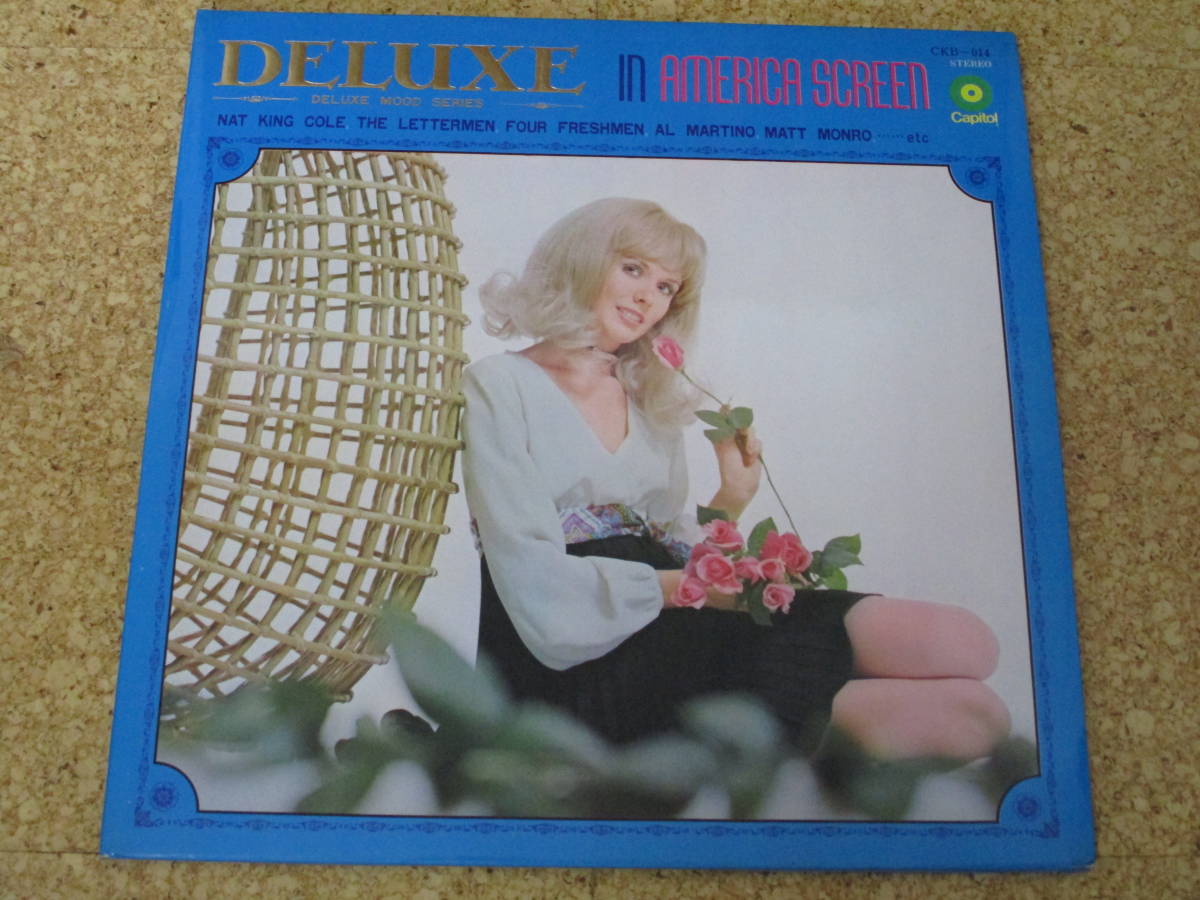 DELUXE
DELUXE MOOD SERIES
IN AMERICA SCREEN
CKB-014
STEREO
Capitol
NAT KING COLE, THE LETTERMEN, FOUR FRESHMEN, AL MARTINO, MATT MONRO, ······etc